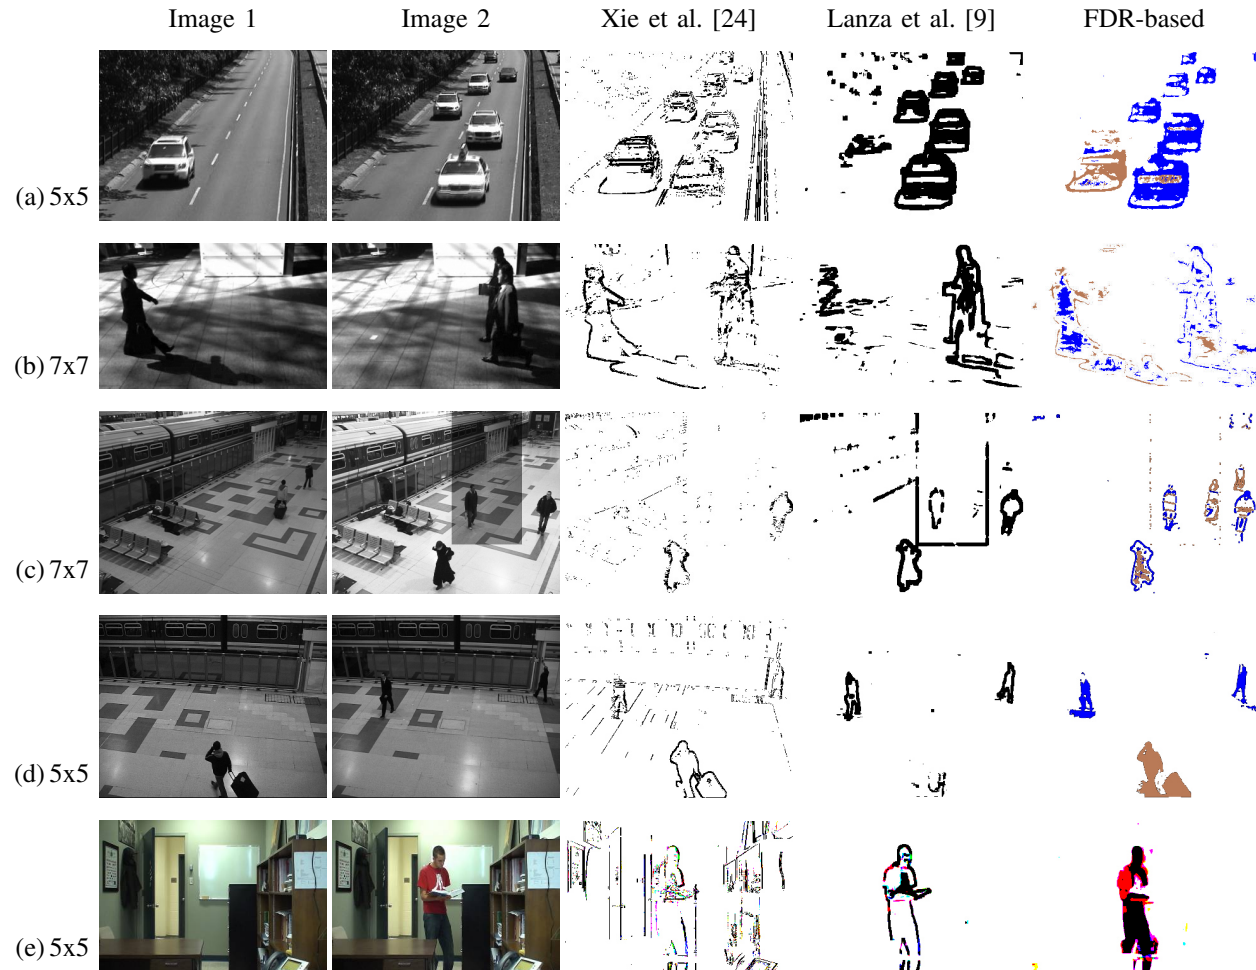 Image 1 Image 2 Xie et al. [24] Lanza et al. [9] FDR-based
(a) 5x5
(b) 7x7
(c) 7x7
(d) 5x5
(e) 5x5